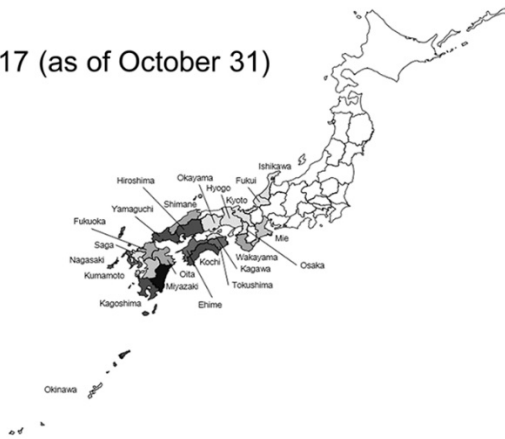 17 (as of October 31)
Ishikawa
Okayama
Fukui
Hiroshima
Hyogo
Kyoto
Shimane
Yamaguchi
Fukuoka
Mie
Saga
Wakayama
Nagasaki
Kochi
Osaka
Kagawa
Kumamoto
Oita
Tokushima
Miyazaki
Kagoshima
Ehime
Okinawa